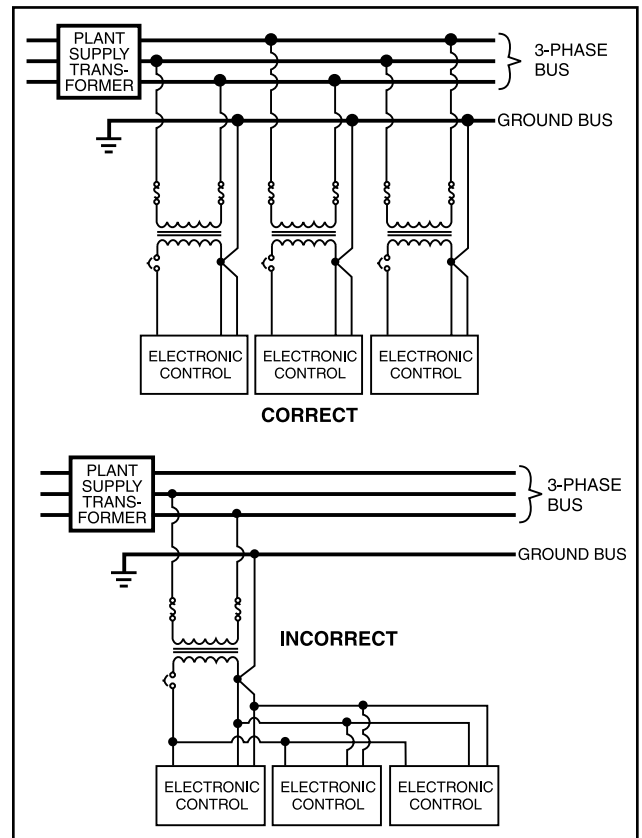 PLANT
SUPPLY
TRANS-
FORMER
3-PHASE
BUS
GROUND BUS
ELECTRONIC
CONTROL
ELECTRONIC
CONTROL
ELECTRONIC
CONTROL
CORRECT
PLANT
SUPPLY
TRANS-
FORMER
3-PHASE
BUS
GROUND BUS
INCORRECT
ELECTRONIC
CONTROL
ELECTRONIC
CONTROL
ELECTRONIC
CONTROL